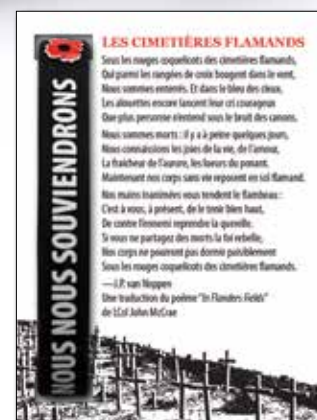 NOUS NOUS SOUVIENDRONS
LES CIMETIÈRES FLAMANDS
Sous les rouges coquelicots des cimetières flamands,
Qui parmi les rangées de croix bougent dans le vent,
Nous sommes enterrés. Et dans le bleu des cieux,
Les alouettes encore lancent leur cri courageux
Que plus personne n'entend sous le bruit des canons.
Nous sommes morts : il y a à peine quelques jours,
Nous connaissions les joies de la vie, de l'amour,
La fraîcheur de l'aurore, les lueurs du ponant.
Maintenant nos corps sans vie reposent en sol flamand.
Nos mains inanimées vous tendent le flambeau :
C'est à vous, à présent, de le tenir bien haut,
De contre l'ennemi reprendre la querelle.
Si vous ne partagez des morts la foi rebelle,
Nos corps ne pourront pas dormir paisiblement
Sous les rouges coquelicots des cimetières flamands.
—J.P. van Noppen
Une traduction du poème "In Flanders Fields"
de LCol John McCrae